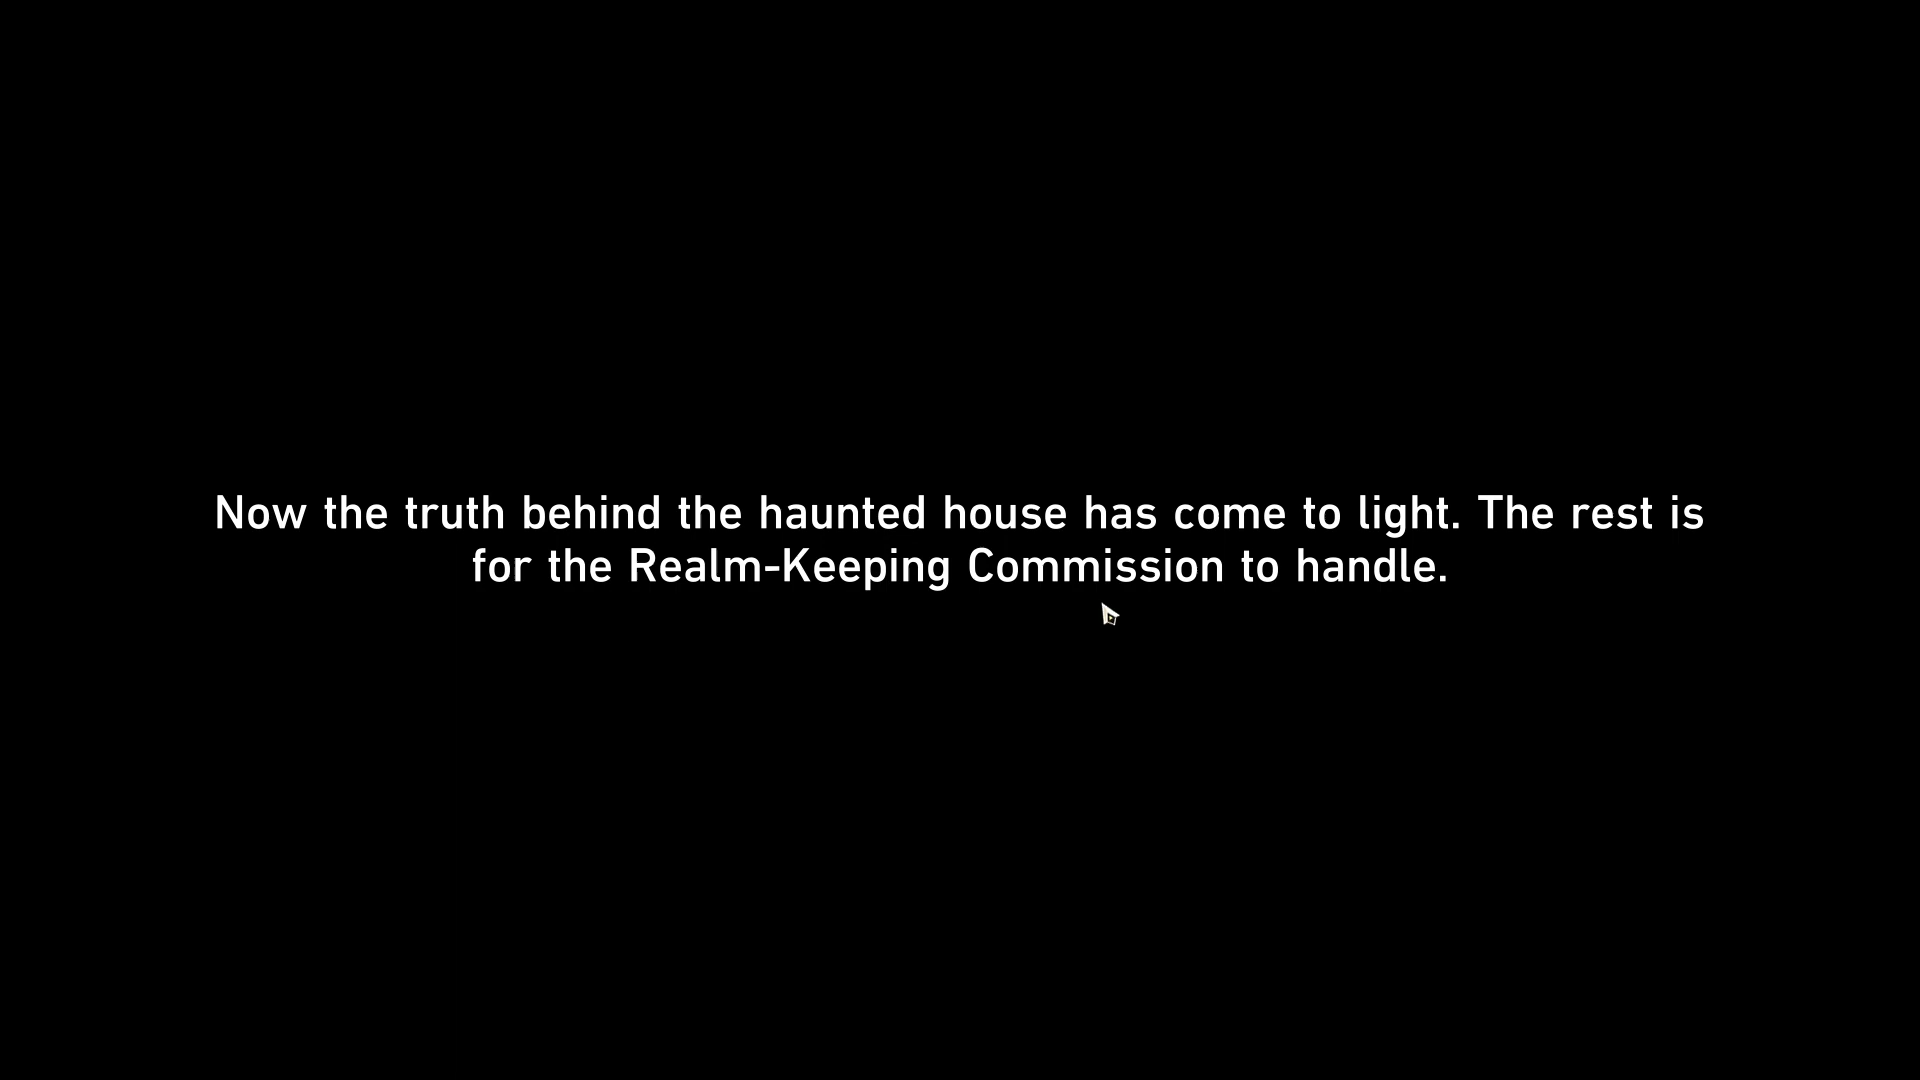 Now the truth behind the haunted house has come to light. The rest is
for the Realm-Keeping Commission to handle.